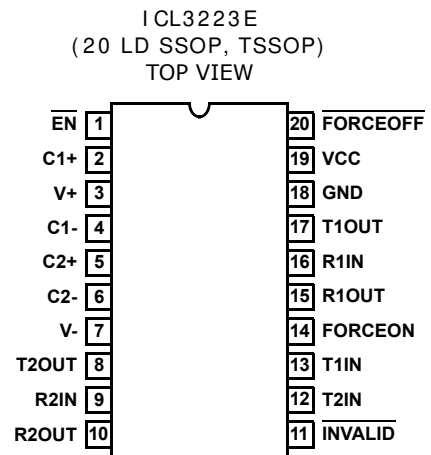 ICL3223E
(20 LD SSOP, TSSOP)
TOP VIEW
EN 1 20 FORCEOFF
C1+ 2 19 VCC
V+ 3 18 GND
C1- 4 17 T1OUT
C2+ 5 16 R1IN
C2- 6 15 R1OUT
V- 7 14 FORCEON
T2OUT 8 13 T1IN
R2IN 9 12 T2IN
R2OUT 10 11 INVALID